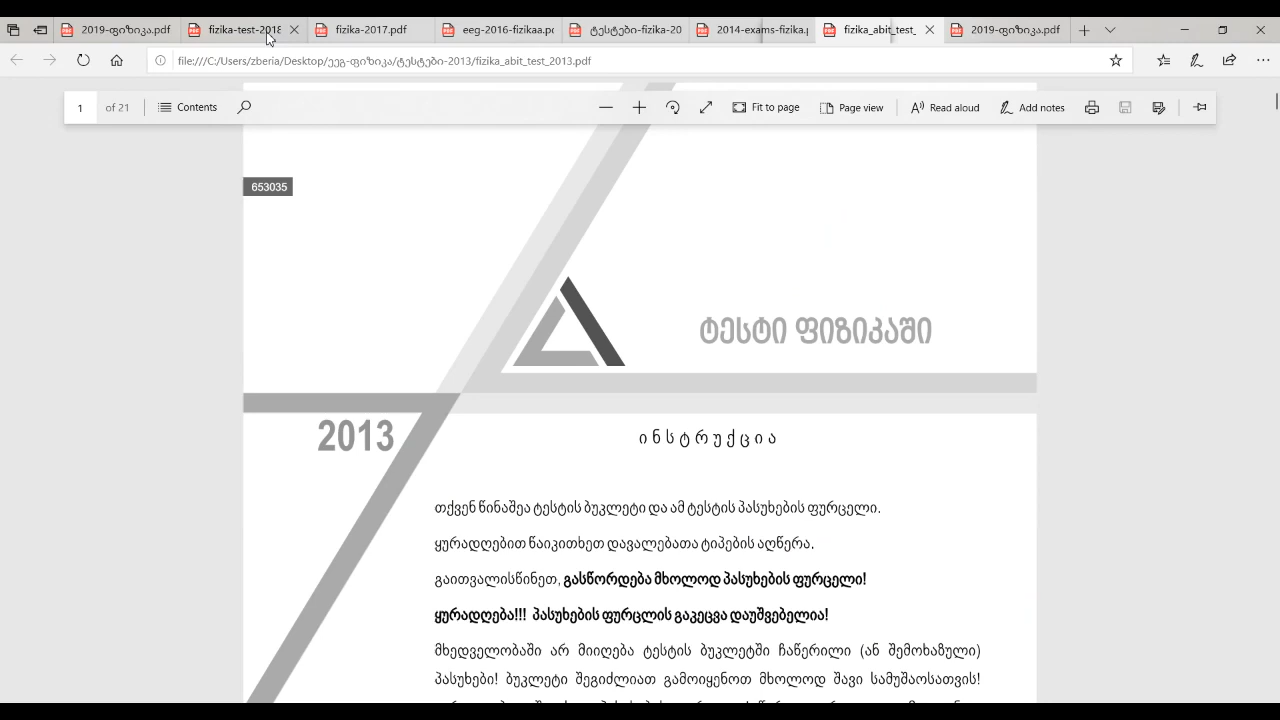 2019-ფიზიკა.pdf
fizika-test-2018
fizika-2017.pdf
eeg-2016-fizikaa.pc
ტესტები-ფიზიკა-20
2014-exams-fizika.p
fizika_abit_test_
2019-ფიზიკა.pdf
file:///C:/Users/zberia/Desktop/ეეგ-ფიზიკა/ტესტები-2013/fizika_abit_test_2013.pdf
1 of 21 Contents Fit to page Page view Read aloud Add notes
653035
ტესტი ფიზიკაში
2013
ინსტრუქცია
თქვენ წინაშეა ტესტის ბუკლეტი და ამ ტესტის პასუხების ფურცელი.
ყურადღებით წაიკითხეთ დავალებათა ტიპების აღწერა.
გაითვალისწინეთ, გასწორდება მხოლოდ პასუხების ფურცელი!
ყურადღება!!! პასუხების ფურცლის გაკეცვა დაუშვებელია!
მხედველობაში არ მიიღება ტესტის ბუკლეტში ჩაწერილი (ან შემოხაზული)
პასუხები! ბუკლეტი შეგიძლიათ გამოიყენოთ მხოლოდ შავი სამუშაოსათვის!